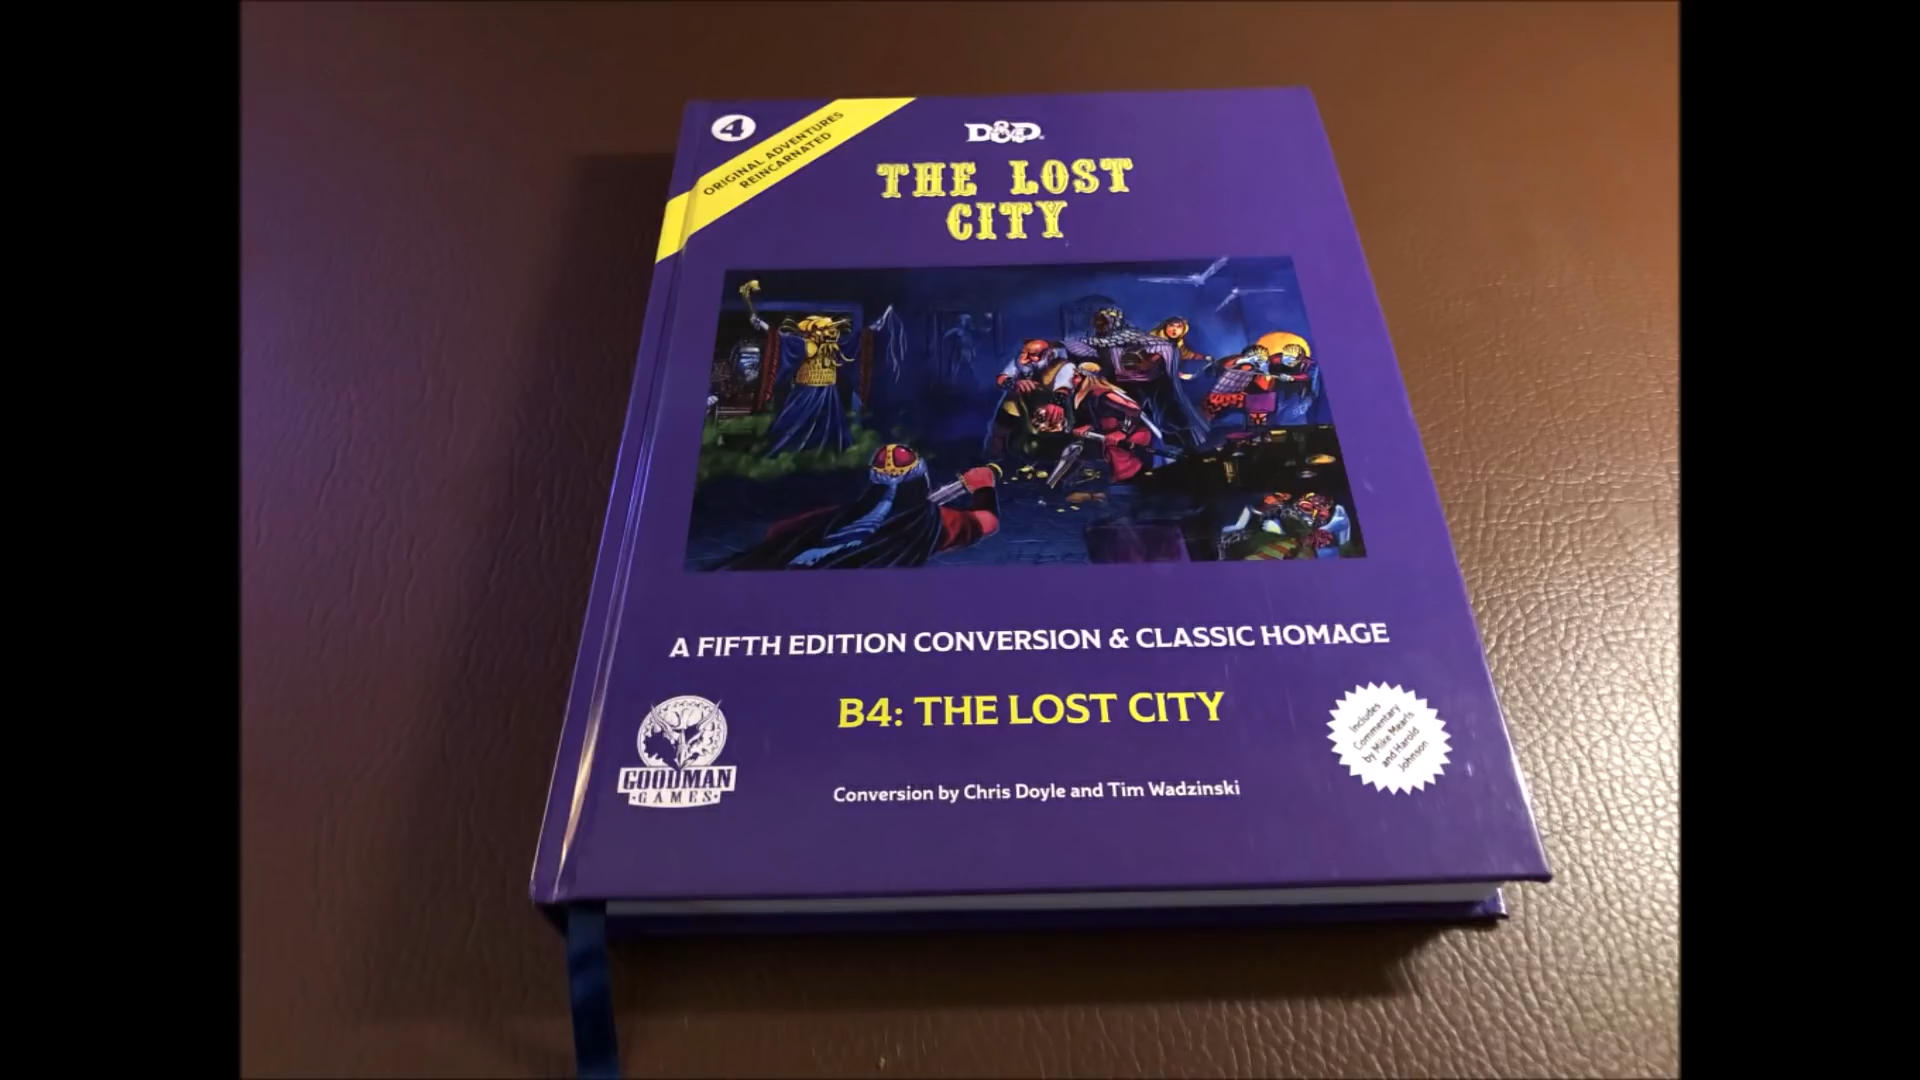 4
ORIGINAL ADVENTURES
REINCARNATED
D&D
THE LOST
CITY
A FIFTH EDITION CONVERSION & CLASSIC HOMAGE
B4: THE LOST CITY
GOODMAN
GAMES
Conversion by Chris Doyle and Tim Wadzinski
Includes
Commentary
by Mike Mearls
and Harold
Johnson